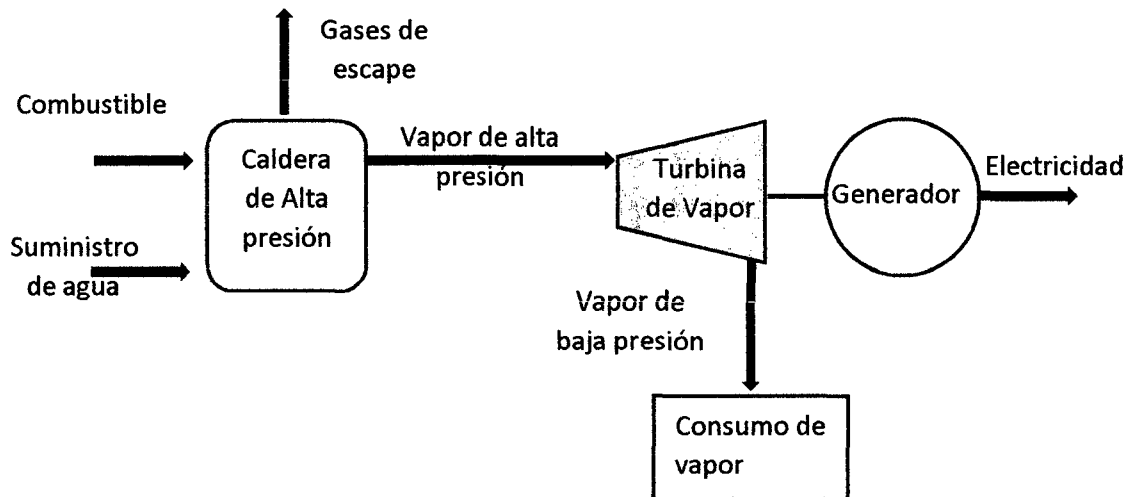 Gases de
escape
Combustible
Caldera
de Alta
presión
Vapor de alta
presión
Turbina
de Vapor
Generador
Electricidad
Suministro
de agua
Vapor de
baja presión
Consumo de
vapor